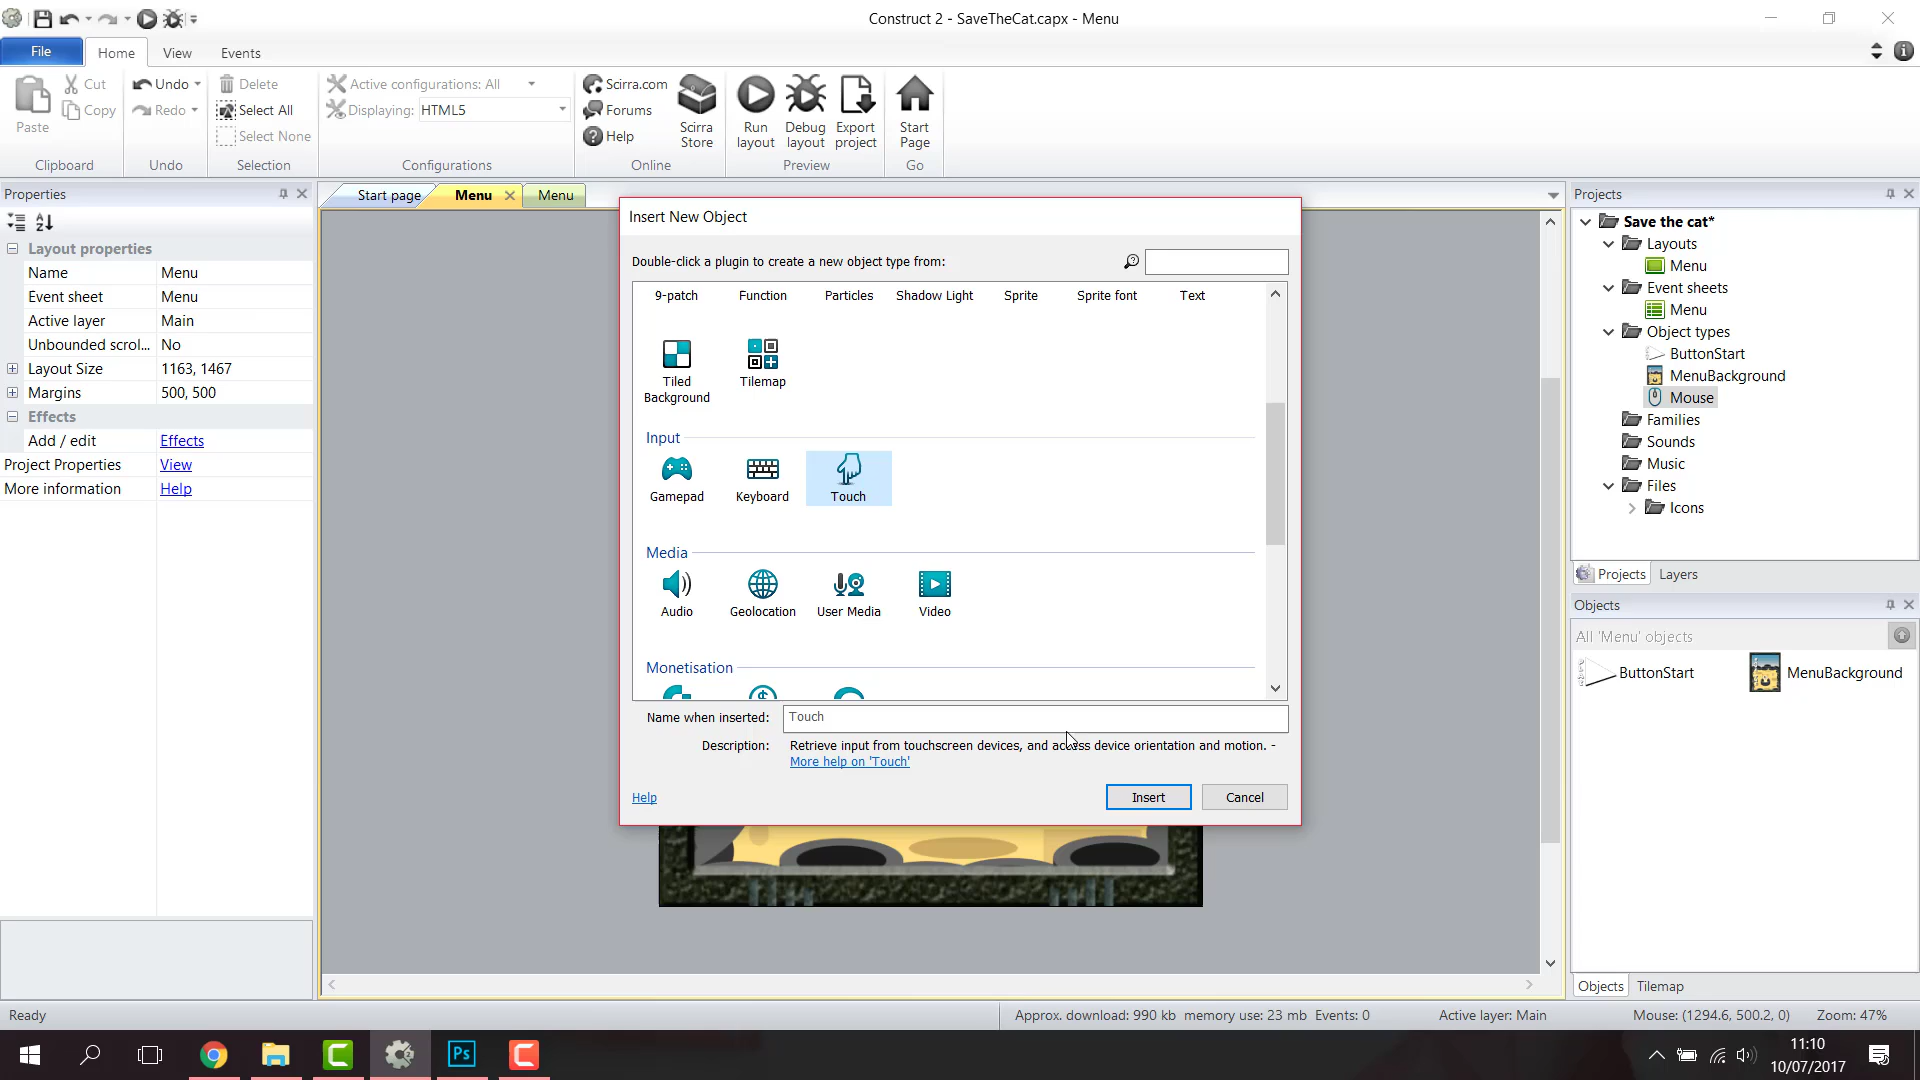 Construct 2 - SaveTheCat.capx - Menu
File
Home
View
Events
Paste
Cut
Copy
Clipboard
Undo
Redo
Undo
Delete
Select All
Select None
Selection
Active configurations: All
Displaying: HTML5
Configurations
Scirra.com
Forums
Help
Scirra
Store
Online
Run
layout
Debug
layout
Export
project
Preview
Start
Page
Go
Properties
Layout properties
Name Menu
Event sheet Menu
Active layer Main
Unbounded scrol... No
Layout Size 1163, 1467
Margins 500, 500
Effects
Add / edit Effects
Project Properties View
More information Help
Start page
Menu
Menu
Insert New Object
Double-click a plugin to create a new object type from:
9-patch
Function
Particles
Shadow Light
Sprite
Sprite font
Text
Tiled
Background
Tilemap
Input
Gamepad
Keyboard
Touch
Media
Audio
Geolocation
User Media
Video
Monetisation
Name when inserted: Touch
Description: Retrieve input from touchscreen devices, and access device orientation and motion. -
More help on 'Touch'
Help
Insert
Cancel
Projects
Save the cat*
Layouts
Menu
Event sheets
Menu
Object types
ButtonStart
MenuBackground
Mouse
Families
Sounds
Music
Files
Icons
Projects
Layers
Objects
All 'Menu' objects
ButtonStart
MenuBackground
Objects
Tilemap
Ready
Approx. download: 990 kb memory use: 23 mb Events: 0
Active layer: Main
Mouse: (1294.6, 500.2, 0)
Zoom: 47%
Ps
11:10
10/07/2017